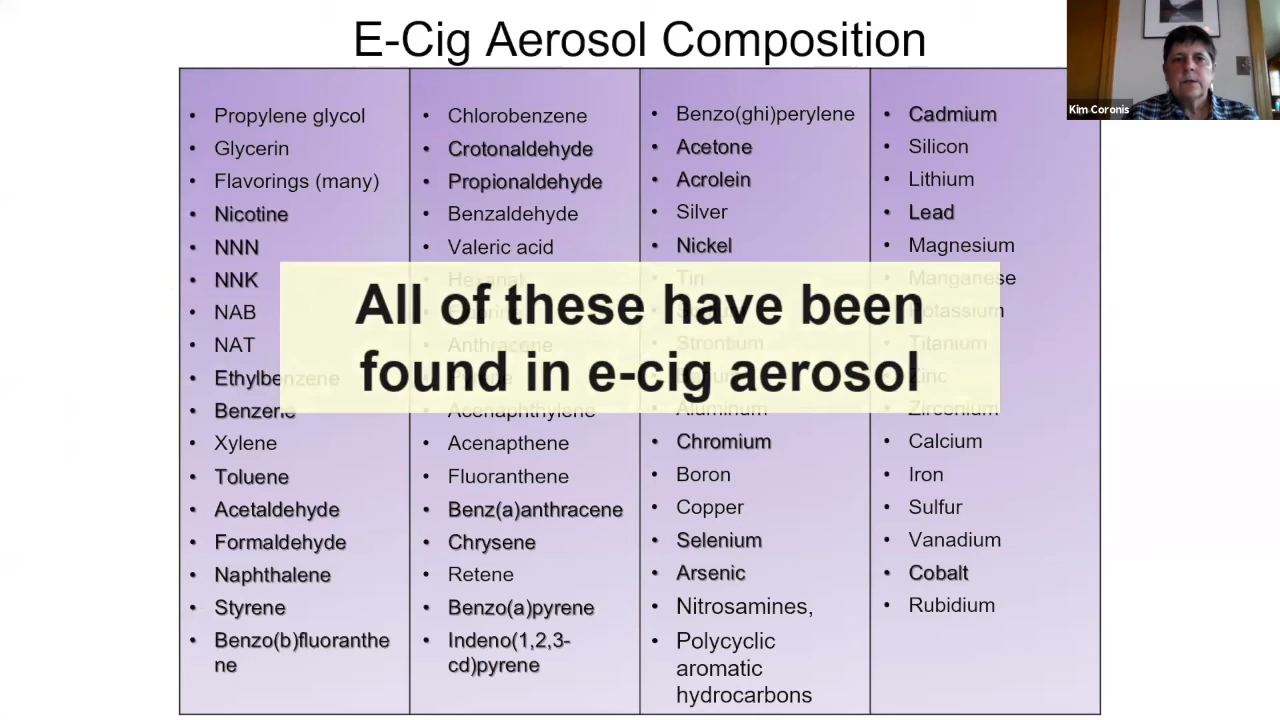 E-Cig Aerosol Composition
Kim Coronis
Propylene glycol
Glycerin
Flavorings (many)
Nicotine
NNN
NNK
NAB
NAT
Ethylbenzene
Benzene
Xylene
Toluene
Acetaldehyde
Formaldehyde
Naphthalene
Styrene
Benzo(b)fluoranthe
ne
Chlorobenzene
Crotonaldehyde
Propionaldehyde
Benzaldehyde
Valeric acid
Hexanal
Anthracene
Acenaphthylene
Acenapthene
Fluoranthene
Benz(a)anthracene
Chrysene
Retene
Benzo(a)pyrene
Indeno(1,2,3-
cd)pyrene
Benzo(ghi)perylene
Acetone
Acrolein
Silver
Nickel
Tin
Strontium
Aluminum
Chromium
Boron
Copper
Selenium
Arsenic
Nitrosamines,
Polycyclic
aromatic
hydrocarbons
Cadmium
Silicon
Lithium
Lead
Magnesium
Manganese
Potassium
Titanium
Zinc
Zirconium
Calcium
Iron
Sulfur
Vanadium
Cobalt
Rubidium
All of these have been
found in e-cig aerosol